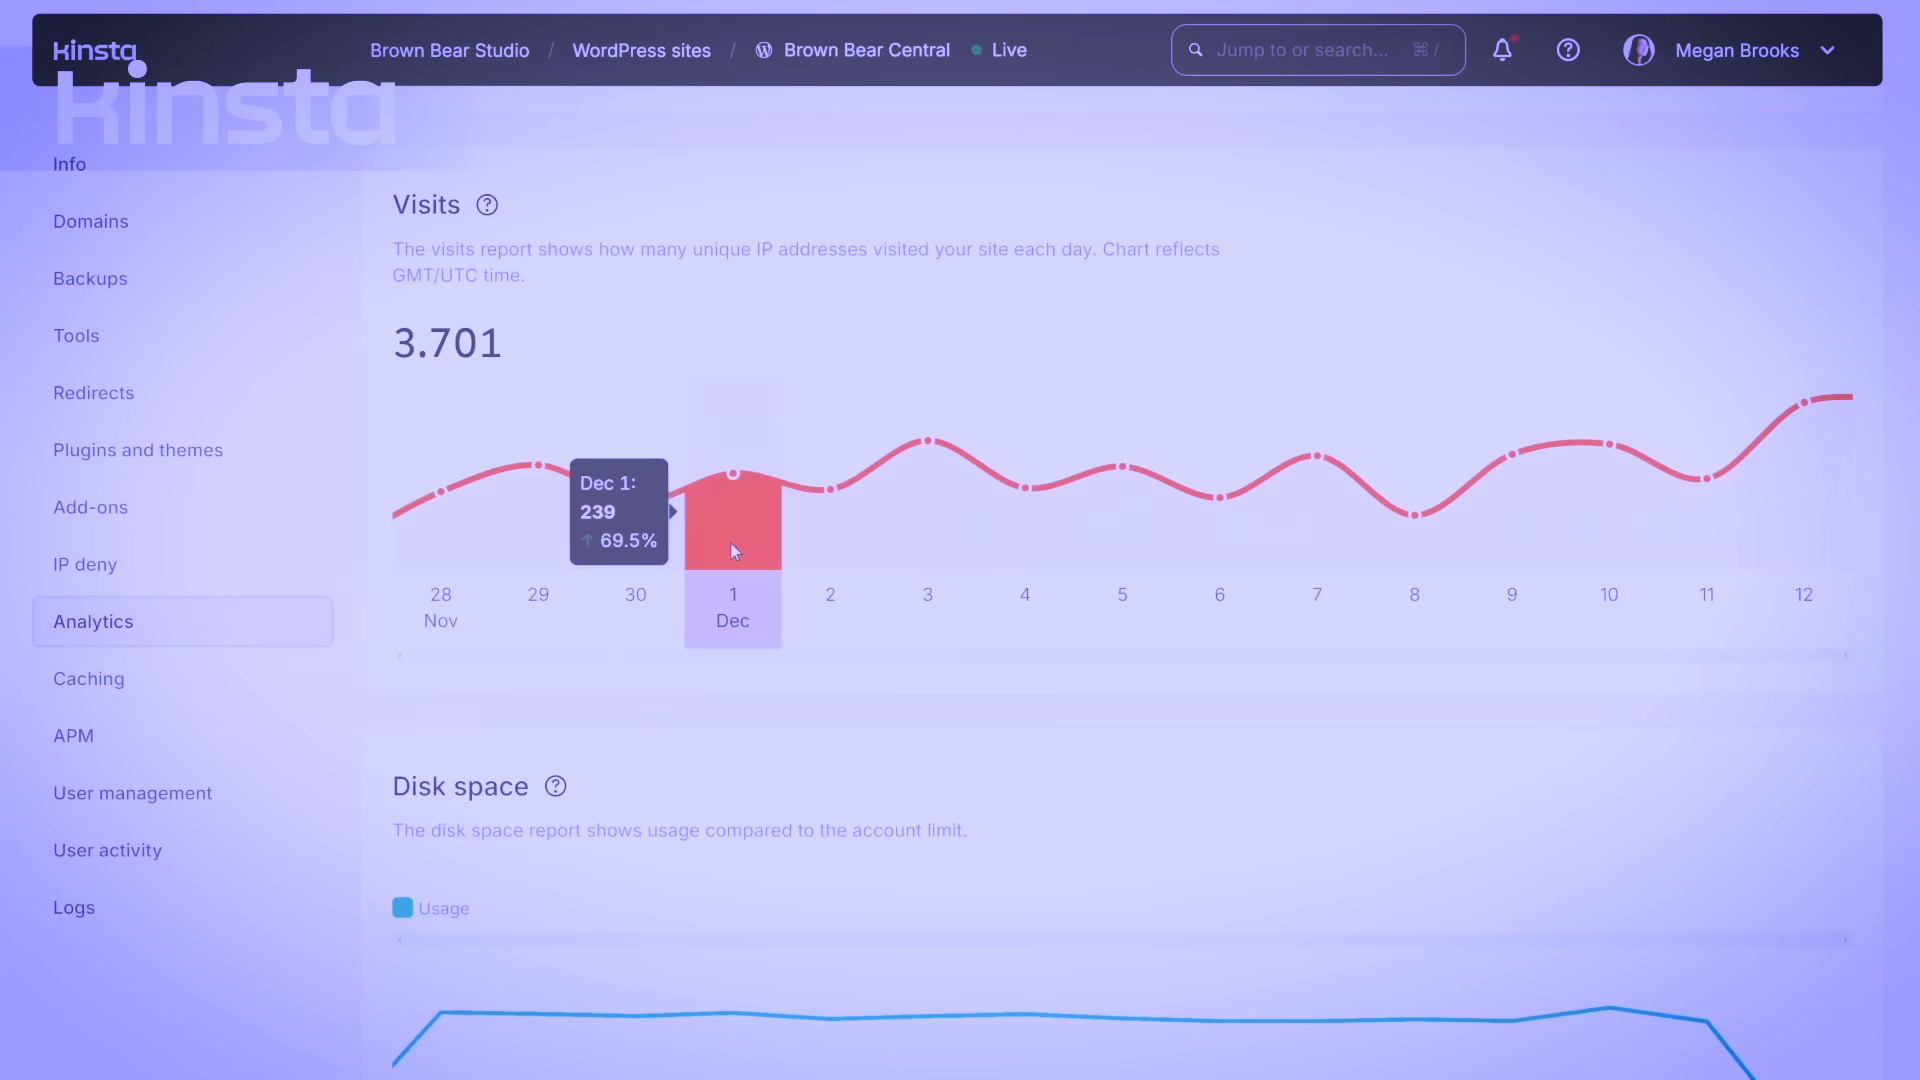 kinsta
Brown Bear Studio / WordPress sites / Brown Bear Central Live
Jump to or search... ⌘ /
Megan Brooks
kinsta
Info
Domains
Backups
Tools
Redirects
Plugins and themes
Add-ons
IP deny
Analytics
Caching
APM
User management
User activity
Logs
Visits
The visits report shows how many unique IP addresses visited your site each day. Chart reflects
GMT/UTC time.
3.701
Dec 1:
239
↑ 69.5%
28 29 30 1 2 3 4 5 6 7 8 9 10 11 12
Nov Dec
Disk space
The disk space report shows usage compared to the account limit.
Usage